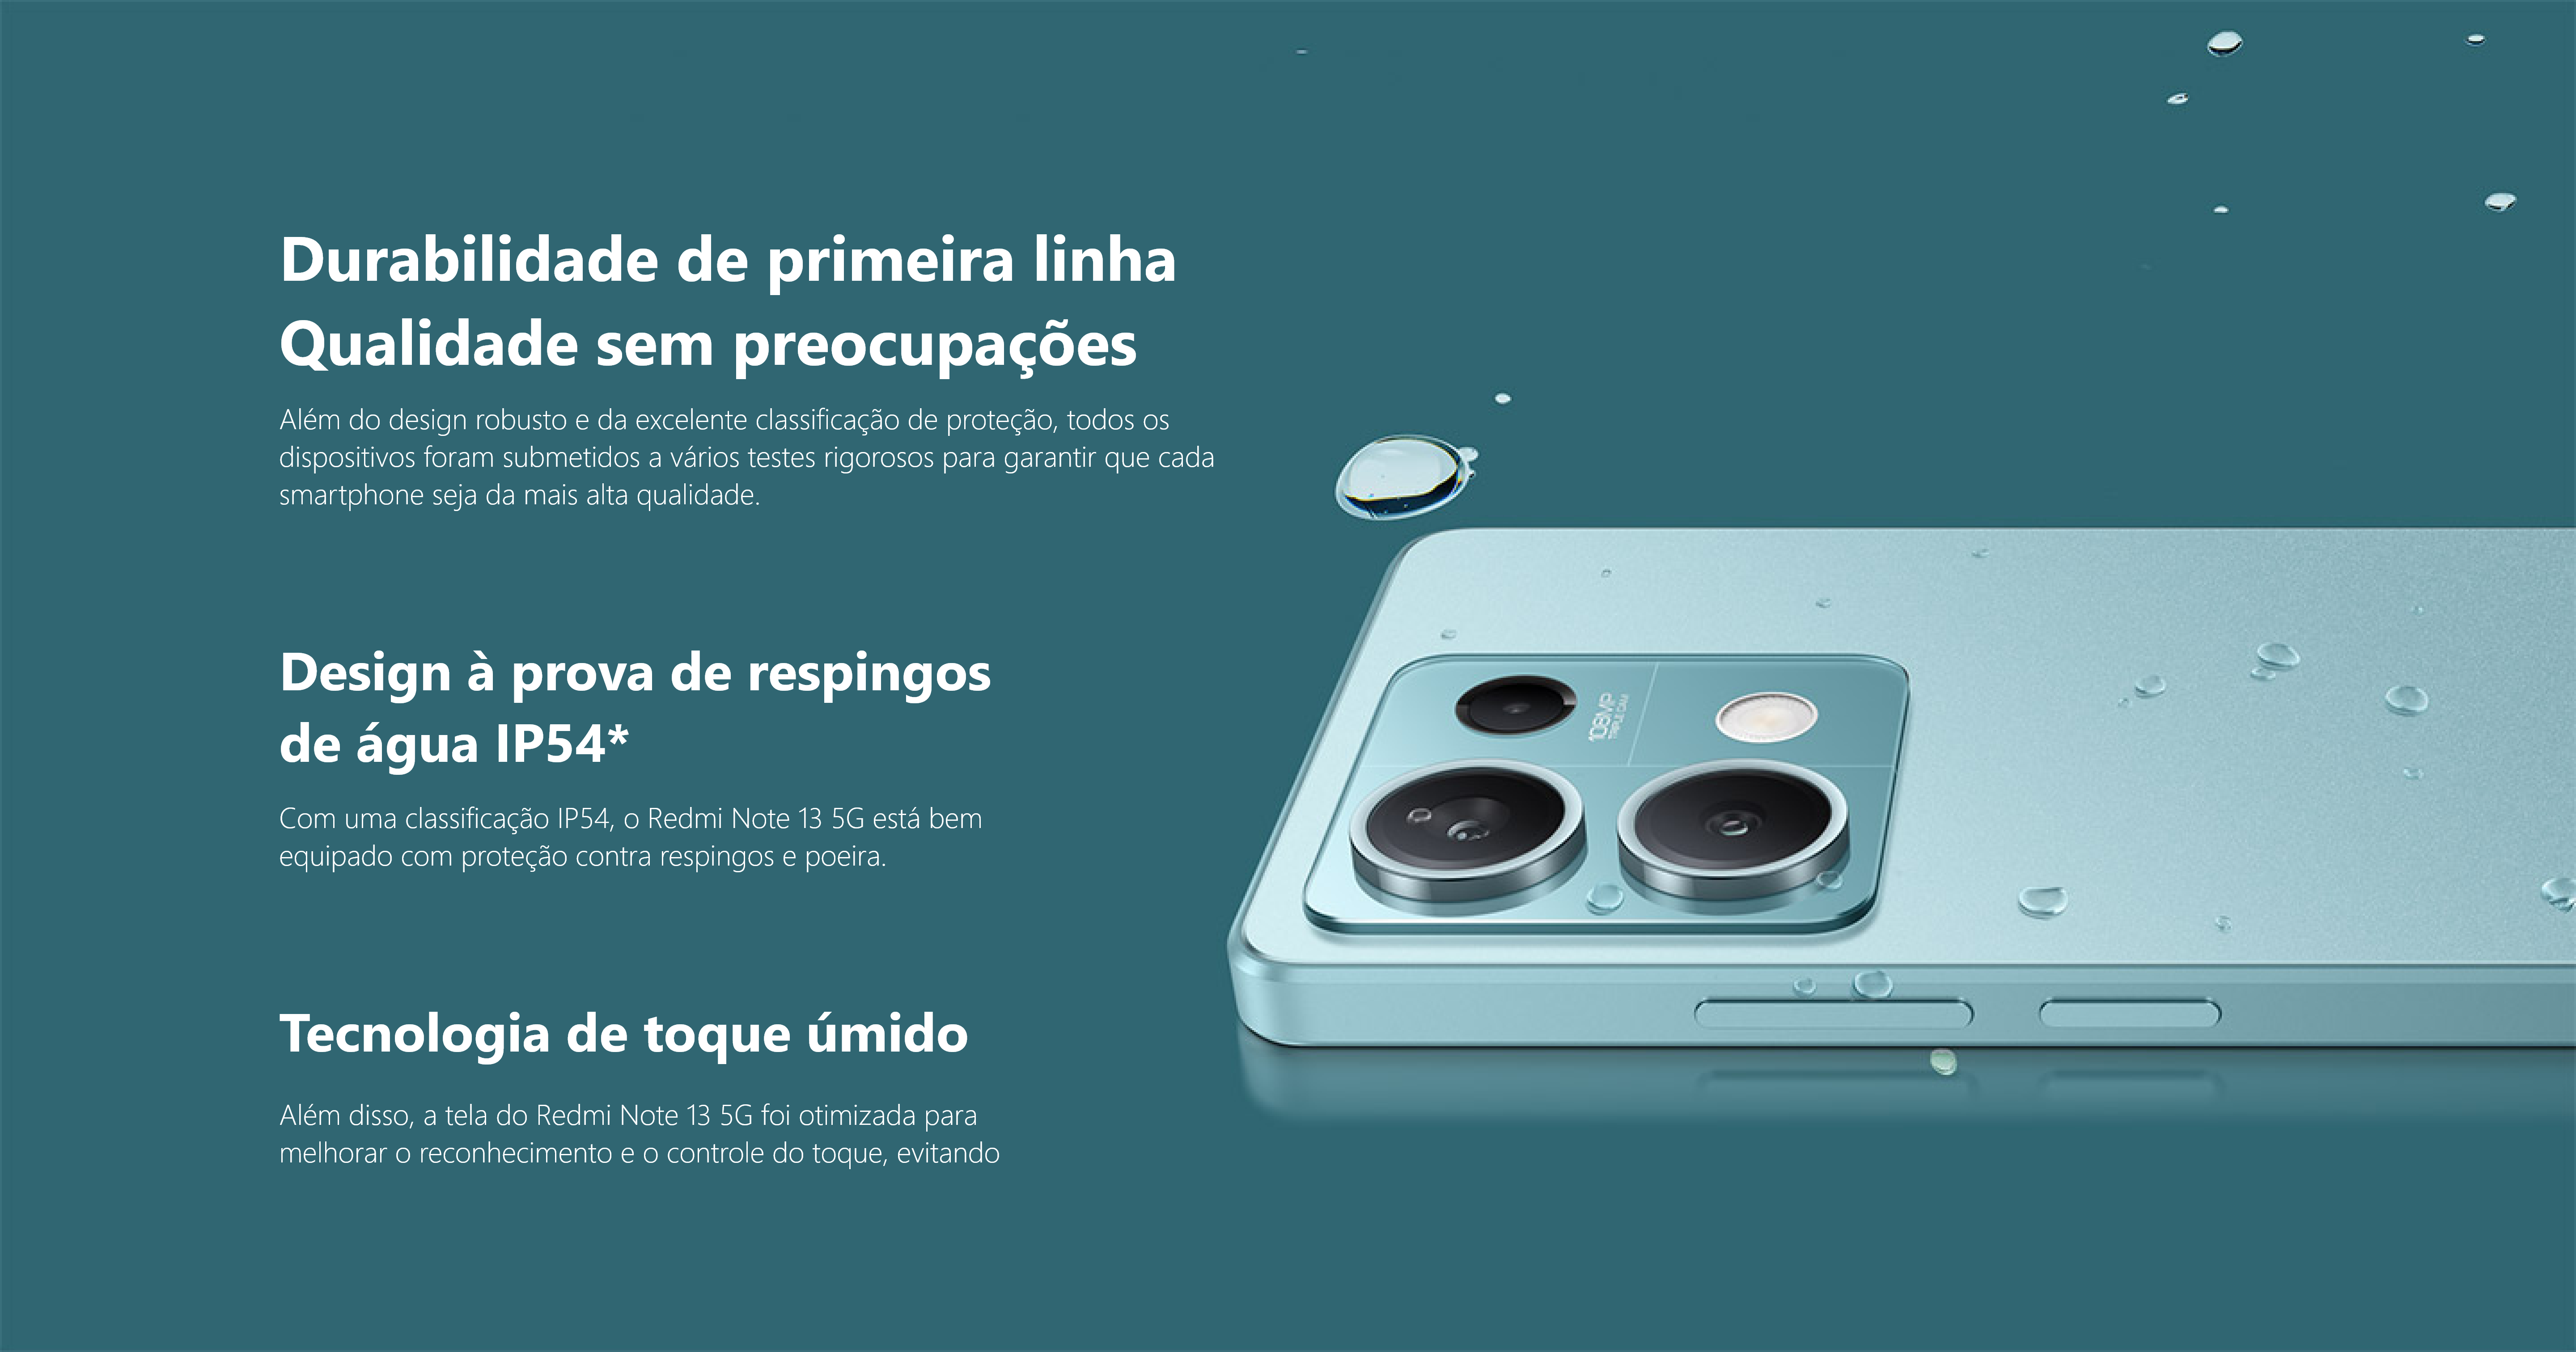 Durabilidade de primeira linha
Qualidade sem preocupações
Além do design robusto e da excelente classificação de proteção, todos os
dispositivos foram submetidos a vários testes rigorosos para garantir que cada
smartphone seja da mais alta qualidade.
Design à prova de respingos
de água IP54*
Com uma classificação IP54, o Redmi Note 13 5G está bem
equipado com proteção contra respingos e poeira.
Tecnologia de toque úmido
Além disso, a tela do Redmi Note 13 5G foi otimizada para
melhorar o reconhecimento e o controle do toque, evitando
108MP
TRIPLE CAM